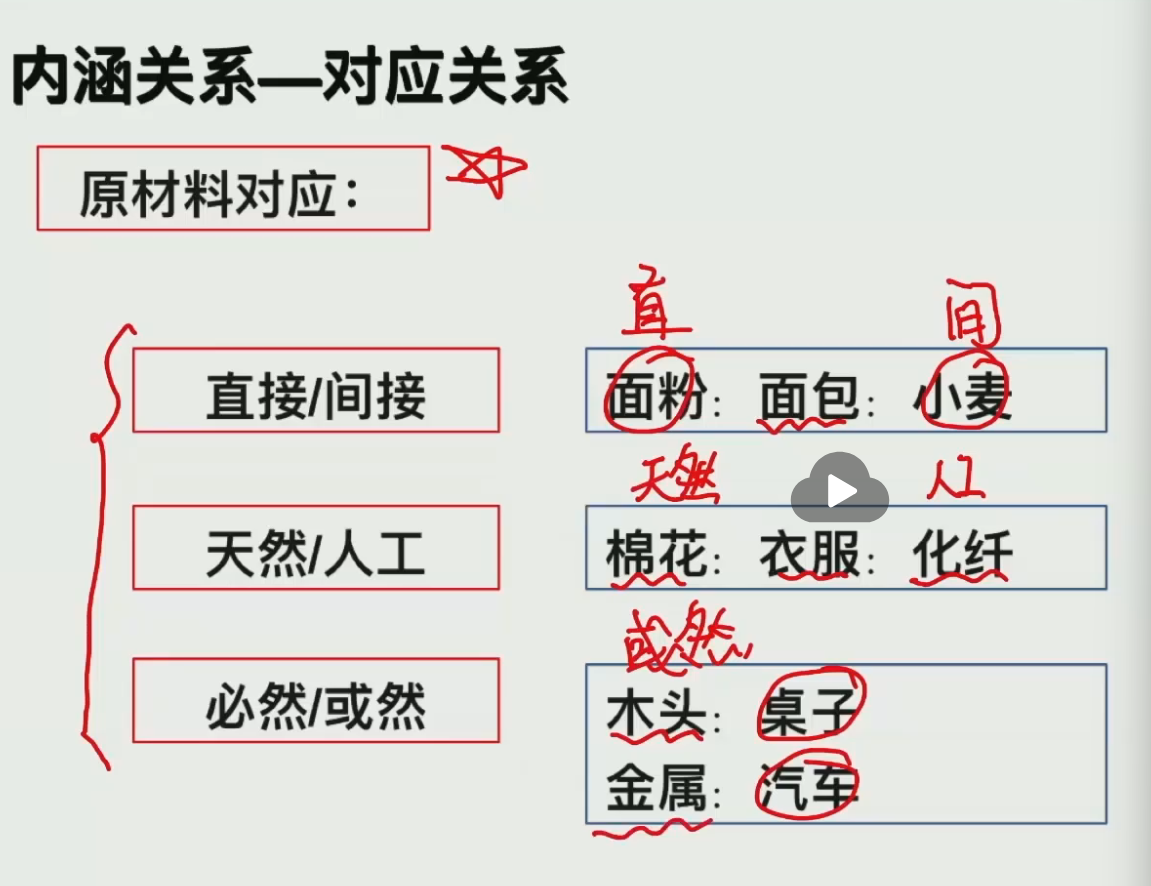 内涵关系—对应关系
原材料对应：
直 间
直接/间接
面粉：面包：小麦
天然 人工
天然/人工
棉花：衣服：化纤
或然
必然/或然
木头：桌子
金属：汽车